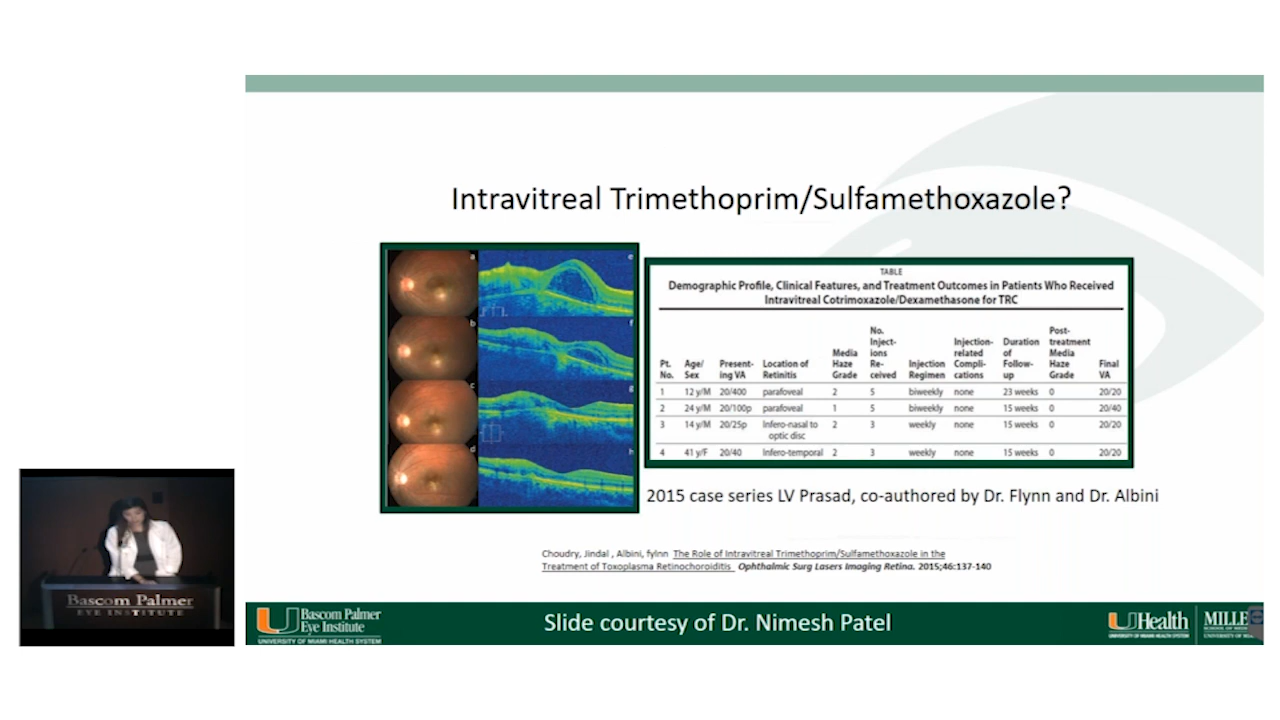 Intravitreal Trimethoprim/Sulfamethoxazole?
a
e
b
f
c
g
d
h
TABLE
Demographic Profile, Clinical Features, and Treatment Outcomes in Patients Who Received
Intravitreal Cotrimoxazole/Dexamethasone for TRC
Pt. No. Age/ Sex Present- ing VA Location of Retinitis Media Haze Grade No. Inject- ions Re- ceived Injection Regimen Injection- related Compli- cations Duration of Follow- up Post- treatment Media Haze Grade Final VA
1 12 y/M 20/400 parafoveal 2 5 biweekly none 23 weeks 0 20/20
2 24 y/M 20/100p parafoveal 1 5 biweekly none 15 weeks 0 20/40
3 14 y/M 20/25p Infero-nasal to optic disc 2 3 weekly none 15 weeks 0 20/20
4 41 y/F 20/40 Infero-temporal 2 3 weekly none 15 weeks 0 20/20
2015 case series LV Prasad, co-authored by Dr. Flynn and Dr. Albini
Choudry, Jindal , Albini, fylnn The Role of Intravitreal Trimethoprim/Sulfamethoxazole in the
Treatment of Toxoplasma Retinochoroiditis Ophthalmic Surg Lasers Imaging Retina. 2015;46:137-140
Bascom Palmer
EYE INSTITUTE
Bascom Palmer
Eye Institute
UNIVERSITY OF MIAMI HEALTH SYSTEM
Slide courtesy of Dr. Nimesh Patel
UHealth
UNIVERSITY OF MIAMI HEALTH SYSTEM
MILLE